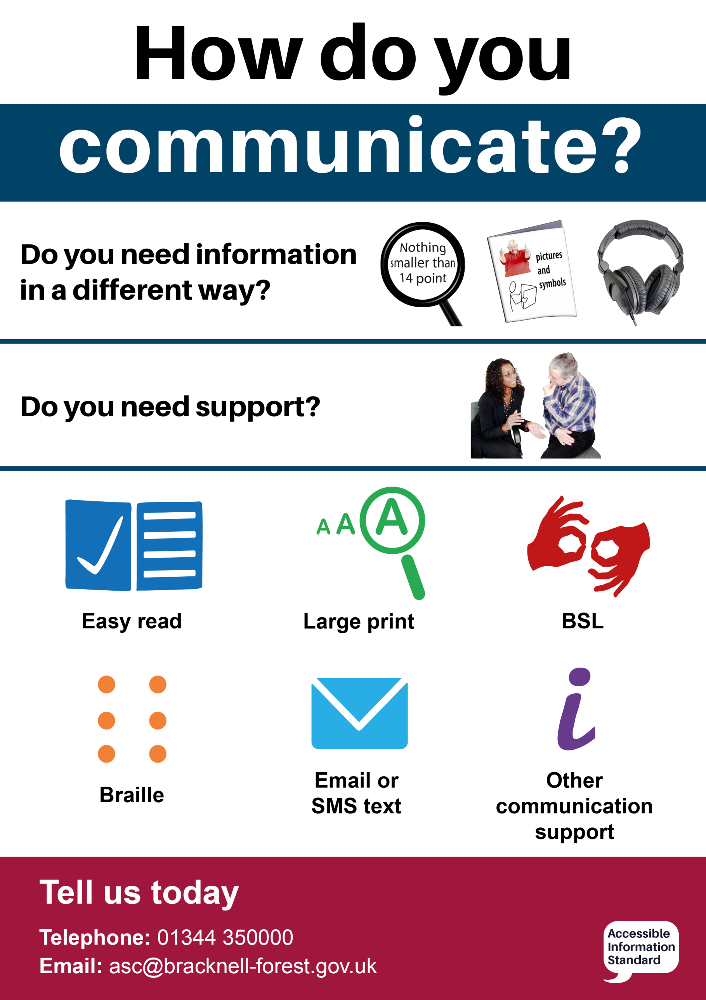 How do you
communicate?
Do you need information
in a different way?
Nothing
smaller than
14 point
pictures
and
symbols
Do you need support?
A A A
Easy read
Large print
BSL
Braille
Email or
SMS text
i
Other
communication
support
Tell us today
Telephone: 01344 350000
Email: asc@bracknell-forest.gov.uk
Accessible
Information
Standard